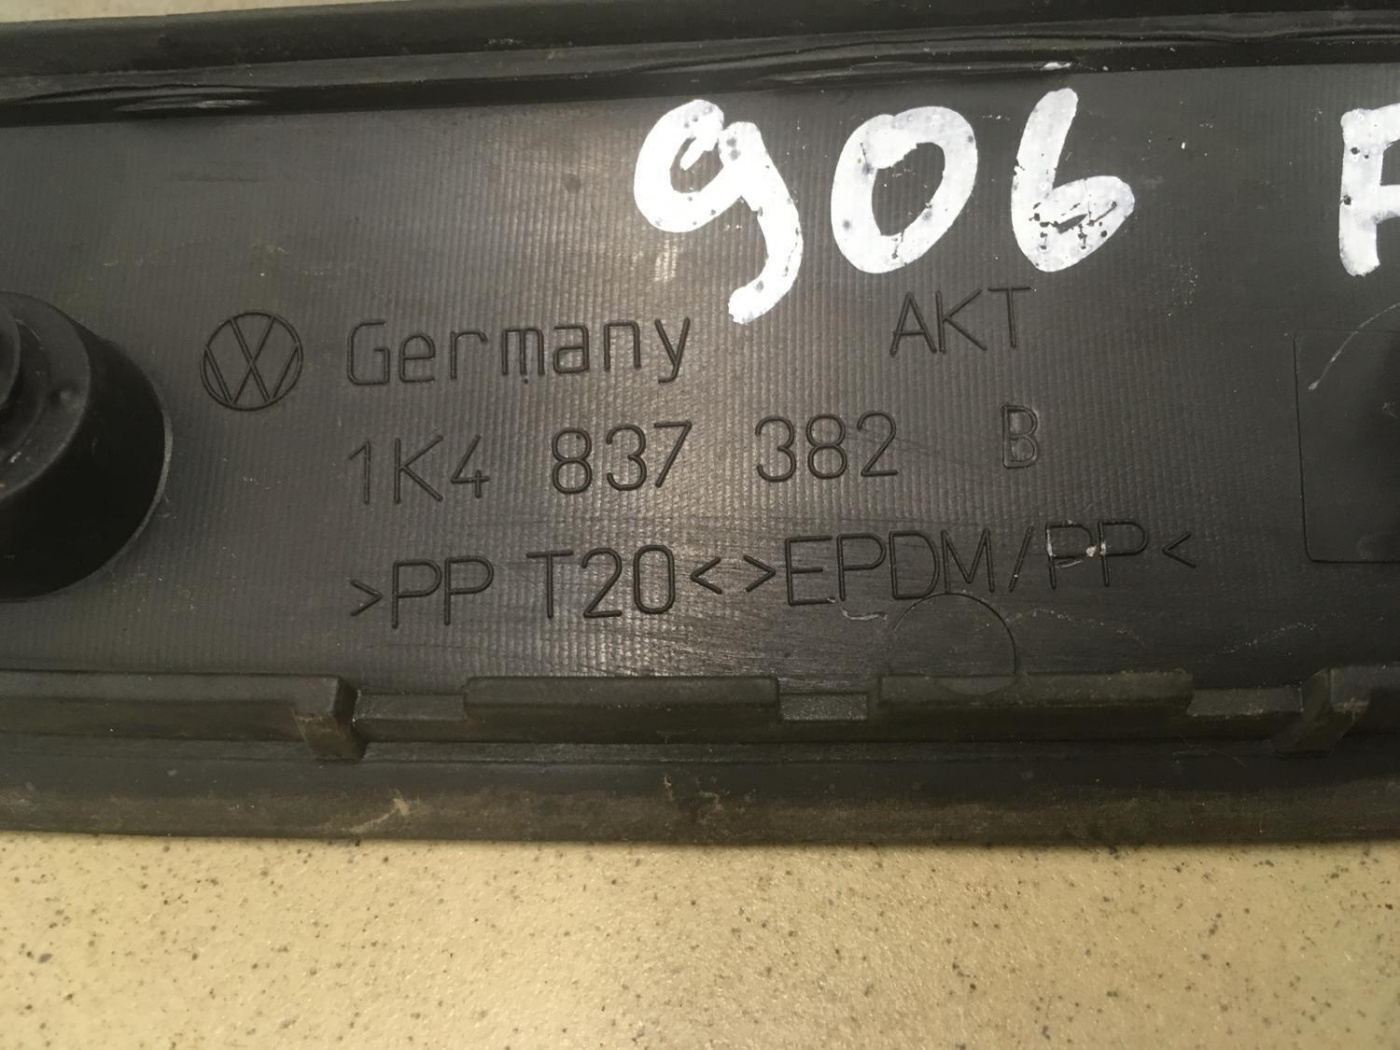 906 F
Germany AKT
1K4 837 382 B
>PP T20<>EPDM/PP<